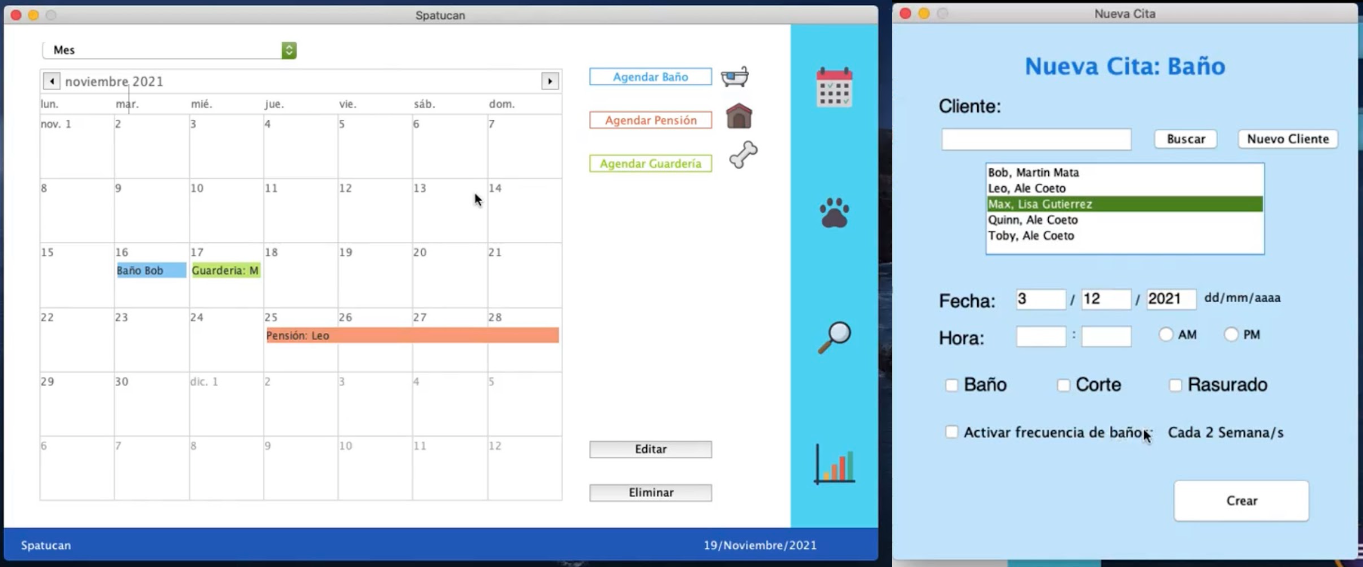 Spatucan
Mes
noviembre 2021
lun. mar. mié. jue. vie. sáb. dom.
nov. 1 2 3 4 5 6 7
8 9 10 11 12 13 14
15 16 17 18 19 20 21
Baño Bob Guarderia: M
22 23 24 25 26 27 28
Pensión: Leo
29 30 dic. 1 2 3 4 5
6 7 8 9 10 11 12
Agendar Baño
Agendar Pensión
Agendar Guardería
Editar
Eliminar
Spatucan 19/Noviembre/2021
Nueva Cita
Nueva Cita: Baño
Cliente:
Buscar Nuevo Cliente
Bob, Martin Mata
Leo, Ale Coeto
Max, Lisa Gutierrez
Quinn, Ale Coeto
Toby, Ale Coeto
Fecha: 3 / 12 / 2021 dd/mm/aaaa
Hora: : AM PM
Baño Corte Rasurado
Activar frecuencia de baños: Cada 2 Semana/s
Crear